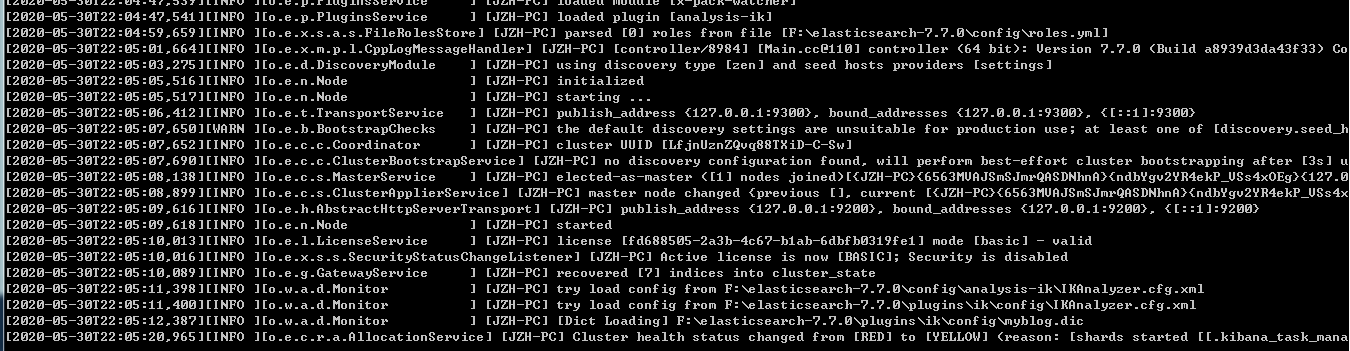 [2020-05-30T22:04:47,539][INFO ][o.e.p.PluginsService     ] [JZH-PC] loaded module [x-pack-watcher]
[2020-05-30T22:04:47,541][INFO ][o.e.p.PluginsService     ] [JZH-PC] loaded plugin [analysis-ik]
[2020-05-30T22:04:59,659][INFO ][o.e.x.s.a.s.FileRolesStore] [JZH-PC] parsed [0] roles from file [F:\elasticsearch-7.7.0\config\roles.yml]
[2020-05-30T22:05:01,664][INFO ][o.e.x.m.p.l.CppLogMessageHandler] [JZH-PC] [controller/8984] [Main.cc@110] controller (64 bit): Version 7.7.0 (Build a8939d3da43f33) Co
[2020-05-30T22:05:03,275][INFO ][o.e.d.DiscoveryModule    ] [JZH-PC] using discovery type [zen] and seed hosts providers [settings]
[2020-05-30T22:05:05,516][INFO ][o.e.n.Node               ] [JZH-PC] initialized
[2020-05-30T22:05:05,517][INFO ][o.e.n.Node               ] [JZH-PC] starting ...
[2020-05-30T22:05:06,412][INFO ][o.e.t.TransportService   ] [JZH-PC] publish_address {127.0.0.1:9300}, bound_addresses {127.0.0.1:9300}, {[::1]:9300}
[2020-05-30T22:05:07,650][WARN ][o.e.b.BootstrapChecks    ] [JZH-PC] the default discovery settings are unsuitable for production use; at least one of [discovery.seed_h
[2020-05-30T22:05:07,652][INFO ][o.e.c.c.Coordinator      ] [JZH-PC] cluster UUID [LfjnUznZQvq88TXiD-C-Sw]
[2020-05-30T22:05:07,690][INFO ][o.e.c.c.ClusterBootstrapService] [JZH-PC] no discovery configuration found, will perform best-effort cluster bootstrapping after [3s] u
[2020-05-30T22:05:08,138][INFO ][o.e.c.s.MasterService    ] [JZH-PC] elected-as-master ([1] nodes joined)[{JZH-PC}{6563MVAJSmSJmrQASDNhnA}{ndbYgv2YR4ekP_VSs4xOEg}{127.0
[2020-05-30T22:05:08,899][INFO ][o.e.c.s.ClusterApplierService] [JZH-PC] master node changed {previous [], current [{JZH-PC}{6563MVAJSmSJmrQASDNhnA}{ndbYgv2YR4ekP_VSs4x
[2020-05-30T22:05:09,616][INFO ][o.e.h.AbstractHttpServerTransport] [JZH-PC] publish_address {127.0.0.1:9200}, bound_addresses {127.0.0.1:9200}, {[::1]:9200}
[2020-05-30T22:05:09,618][INFO ][o.e.n.Node               ] [JZH-PC] started
[2020-05-30T22:05:10,013][INFO ][o.e.l.LicenseService     ] [JZH-PC] license [fd688505-2a3b-4c67-b1ab-6dbfb0319fe1] mode [basic] - valid
[2020-05-30T22:05:10,016][INFO ][o.e.x.s.s.SecurityStatusChangeListener] [JZH-PC] Active license is now [BASIC]; Security is disabled
[2020-05-30T22:05:10,089][INFO ][o.e.g.GatewayService     ] [JZH-PC] recovered [7] indices into cluster_state
[2020-05-30T22:05:11,398][INFO ][o.w.a.d.Monitor          ] [JZH-PC] try load config from F:\elasticsearch-7.7.0\config\analysis-ik\IKAnalyzer.cfg.xml
[2020-05-30T22:05:11,400][INFO ][o.w.a.d.Monitor          ] [JZH-PC] try load config from F:\elasticsearch-7.7.0\plugins\ik\config\IKAnalyzer.cfg.xml
[2020-05-30T22:05:12,387][INFO ][o.w.a.d.Monitor          ] [JZH-PC] [Dict Loading] F:\elasticsearch-7.7.0\plugins\ik\config\myblog.dic
[2020-05-30T22:05:20,965][INFO ][o.e.c.r.a.AllocationService] [JZH-PC] Cluster health status changed from [RED] to [YELLOW] (reason: [shards started [[.kibana_task_mana